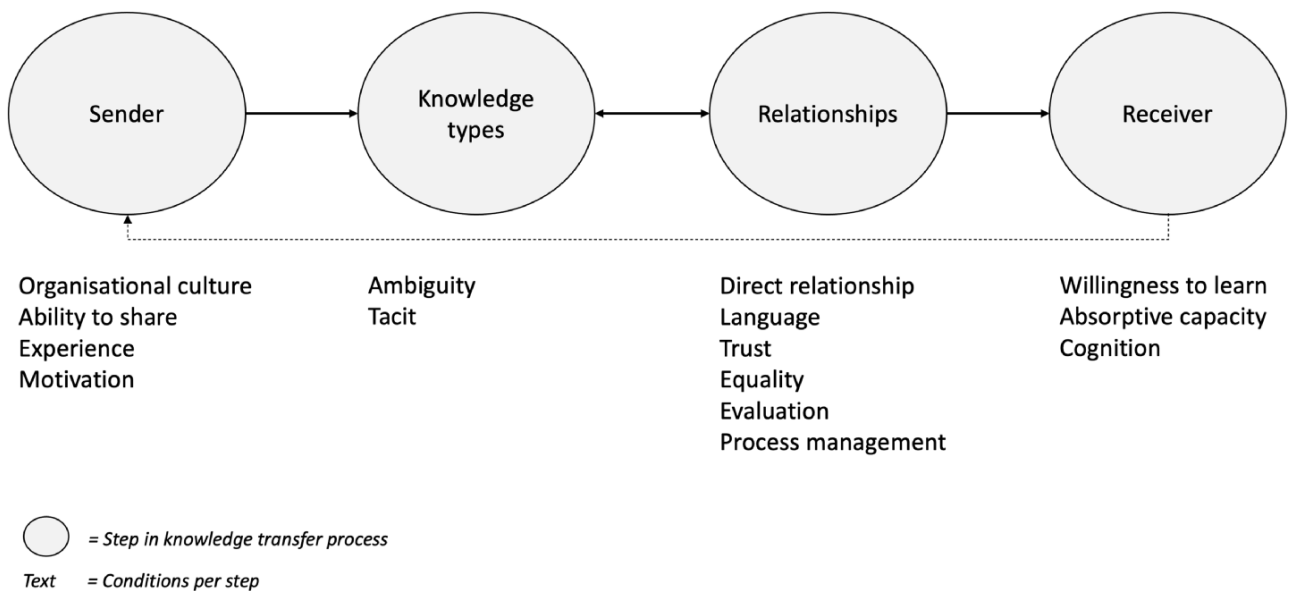 Sender
Knowledge
types
Relationships
Receiver
Organisational culture
Ability to share
Experience
Motivation
Ambiguity
Tacit
Direct relationship
Language
Trust
Equality
Evaluation
Process management
Willingness to learn
Absorptive capacity
Cognition
= Step in knowledge transfer process
Text = Conditions per step